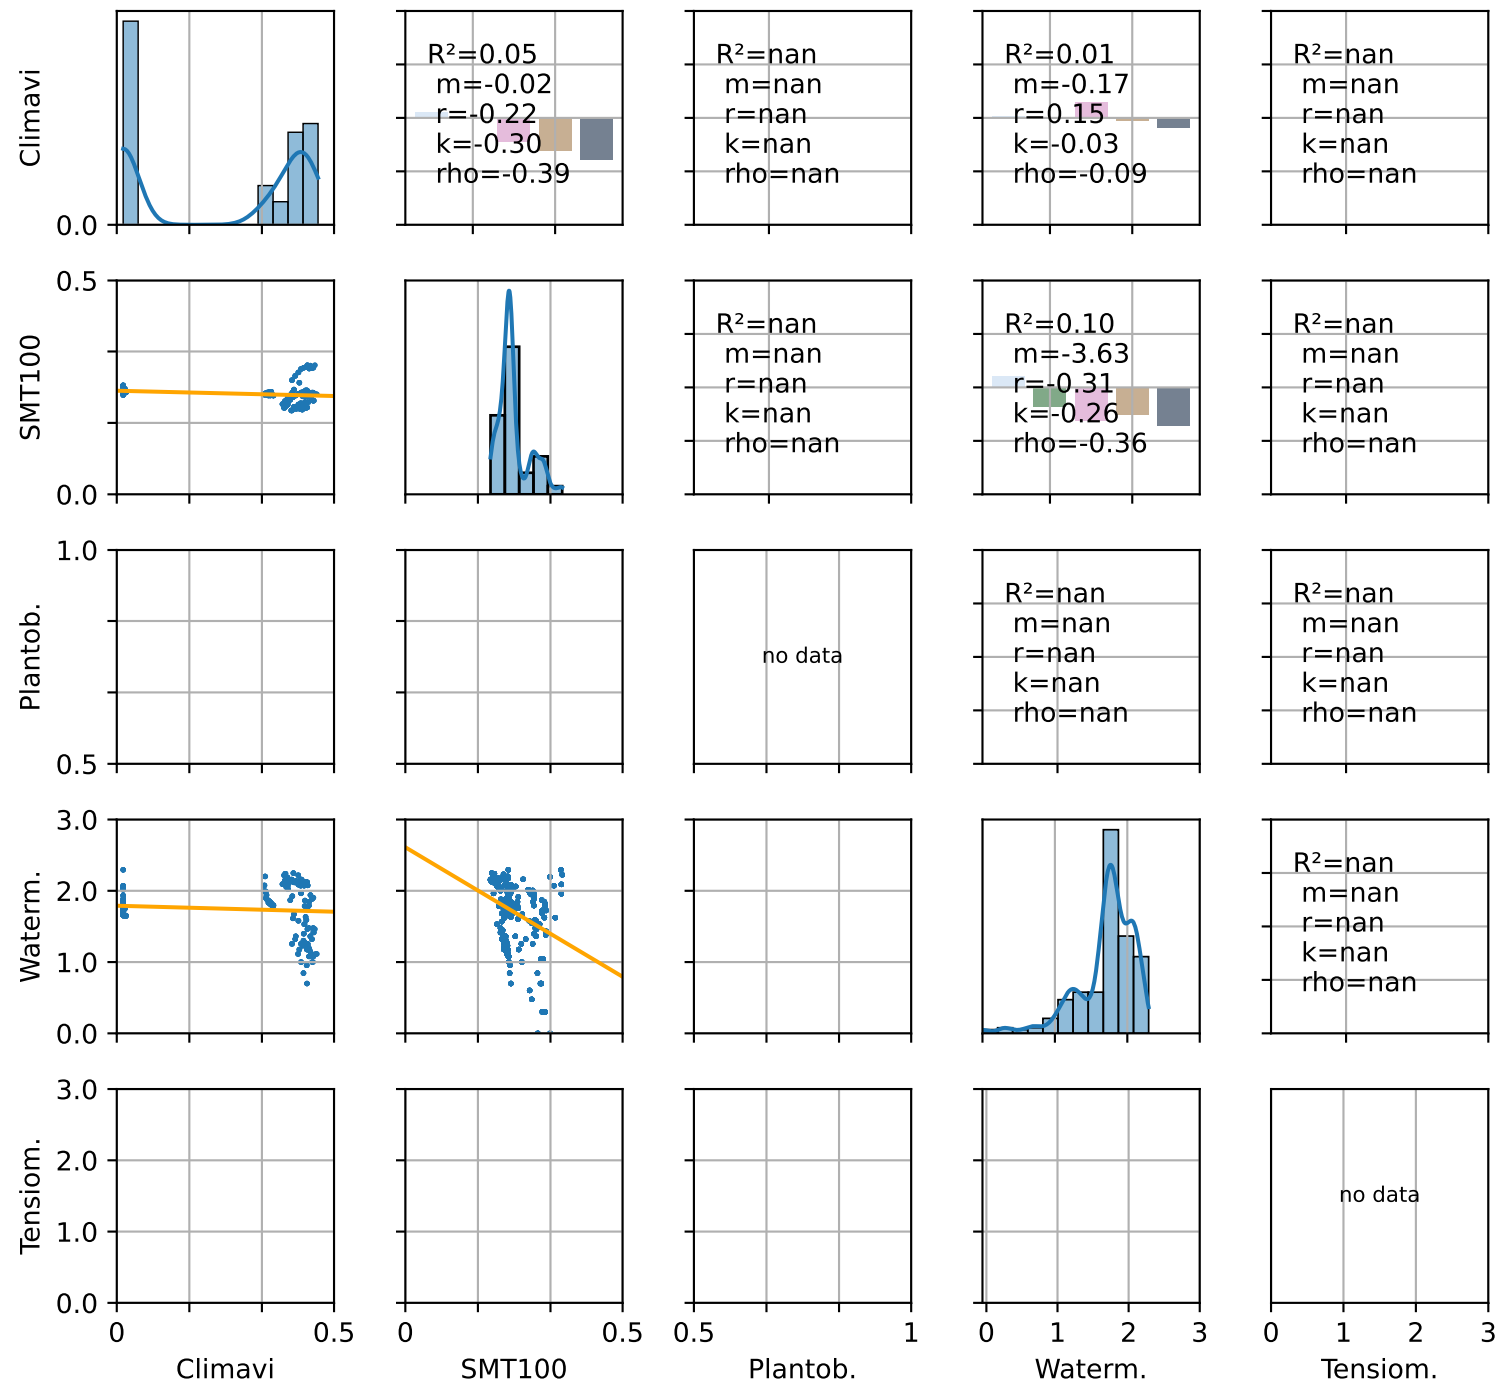 Climavi
0.0
R²=0.05
m=-0.02
r=-0.22
k=-0.30
rho=-0.39
R²=nan
m=nan
r=nan
k=nan
rho=nan
R²=0.01
m=-0.17
r=0.15
k=-0.03
rho=-0.09
R²=nan
m=nan
r=nan
k=nan
rho=nan
SMT100
0.5
0.0
R²=nan
m=nan
r=nan
k=nan
rho=nan
R²=0.10
m=-3.63
r=-0.31
k=-0.26
rho=-0.36
R²=nan
m=nan
r=nan
k=nan
rho=nan
Plantob.
1.0
0.5
no data
R²=nan
m=nan
r=nan
k=nan
rho=nan
R²=nan
m=nan
r=nan
k=nan
rho=nan
Waterm.
3.0
2.0
1.0
0.0
R²=nan
m=nan
r=nan
k=nan
rho=nan
Tensiom.
3.0
2.0
1.0
0.0
no data
0 0.5
0 0.5
0.5 1
0 1 2 3
0 1 2 3
Climavi
SMT100
Plantob.
Waterm.
Tensiom.